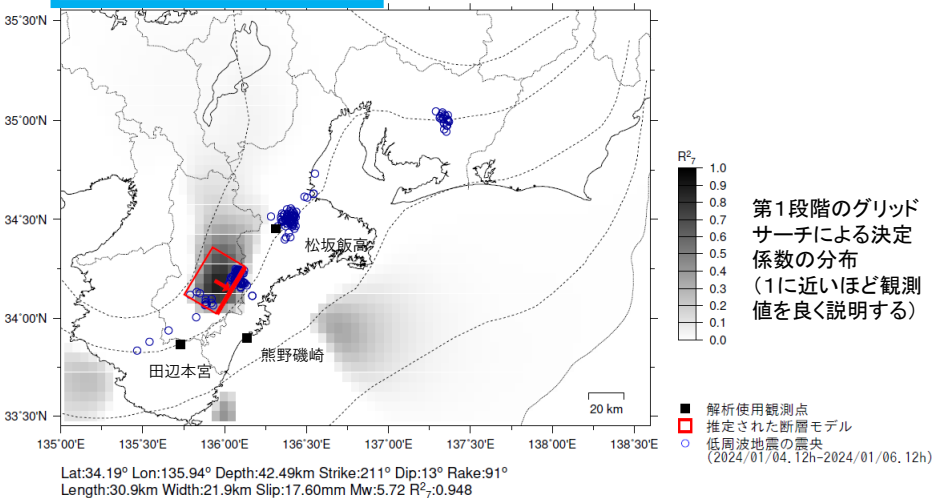 35°30'N
35°00'N
34°30'N
34°00'N
33°30'N
135°00'E
135°30'E
136°00'E
136°30'E
137°00'E
137°30'E
138°00'E
138°30'E
松坂飯高
熊野磯崎
田辺本宮
20 km
R²₇
1.0
0.9
0.8
0.7
0.6
0.5
0.4
0.3
0.2
0.1
0.0
第1段階のグリッド
サーチによる決定
係数の分布
(1に近いほど観測
値を良く説明する)
解析使用観測点
推定された断層モデル
低周波地震の震央
(2024/01/04.12h-2024/01/06.12h)
Lat:34.19° Lon:135.94° Depth:42.49km Strike:211° Dip:13° Rake:91°
Length:30.9km Width:21.9km Slip:17.60mm Mw:5.72 R²₇:0.948